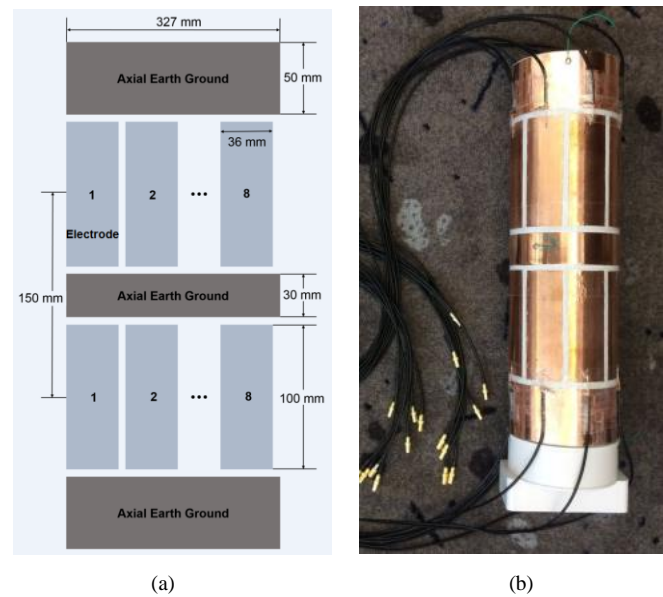 327 mm
Axial Earth Ground
50 mm
36 mm
1
2
•••
8
Electrode
150 mm
Axial Earth Ground
30 mm
1
2
•••
8
100 mm
Axial Earth Ground
(a)
(b)